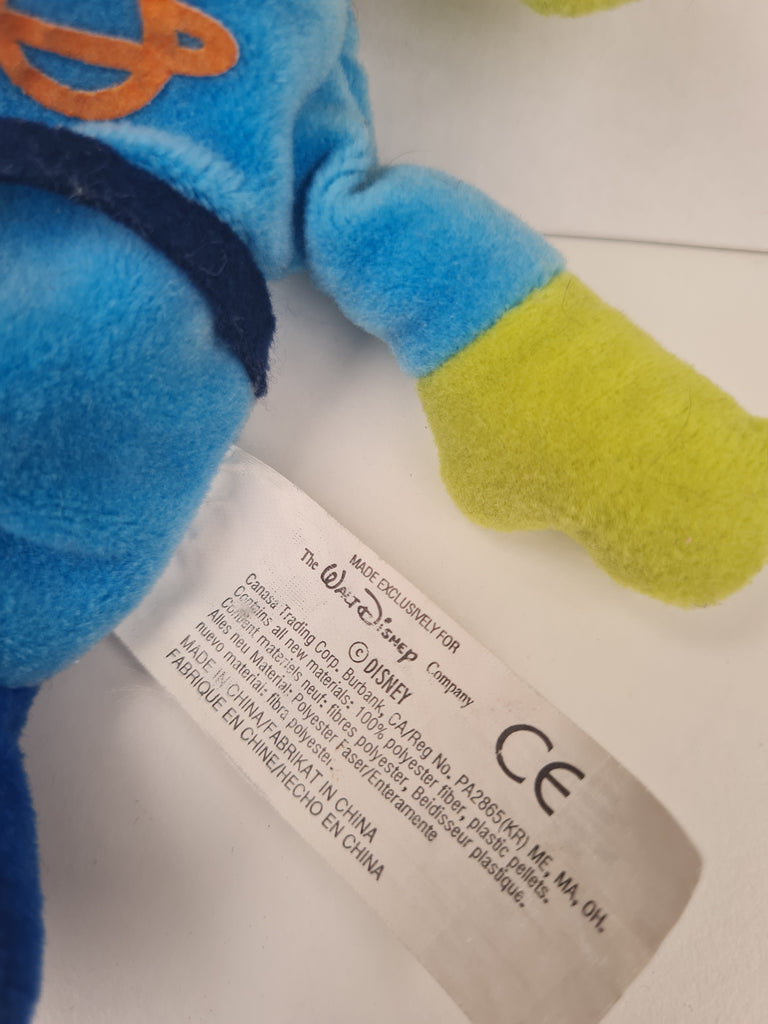 MADE EXCLUSIVELY FOR
The WALT DISNEY Company
© DISNEY
CE
Canasa Trading Corp. Burbank, CA/Reg No. PA2865(KR) ME, MA, OH.
Contains all new materials: 100% polyester fiber, plastic pellets.
Contient materiels neuf: fibres polyester, Beidisseur plastique.
Alles neu Material: Polyester Faser/Enteramente
nuevo material: fibra polyester.
MADE IN CHINA/FABRIKAT IN CHINA
FABRIQUE EN CHINE/HECHO EN CHINA